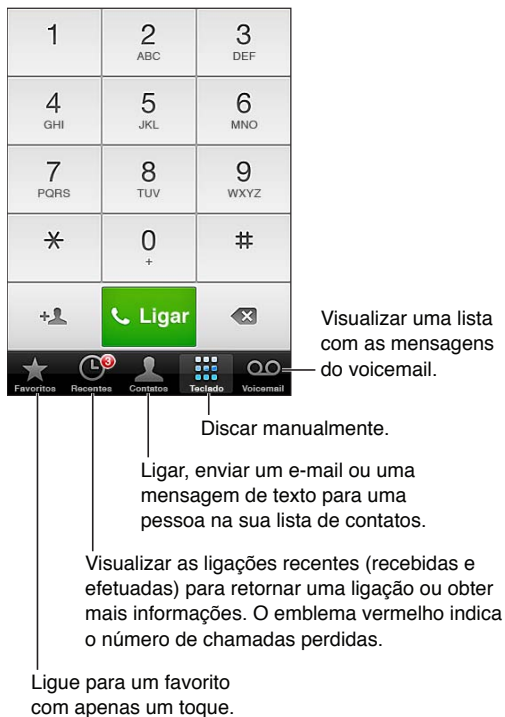 1 2 3
ABC DEF
4 5 6
GHI JKL MNO
7 8 9
PQRS TUV WXYZ
* 0 #
+
+ Ligar
3
Favoritos Recentes Contatos Teclado Voicemail
Visualizar uma lista
com as mensagens
do voicemail.
Discar manualmente.
Ligar, enviar um e-mail ou uma
mensagem de texto para uma
pessoa na sua lista de contatos.
Visualizar as ligações recentes (recebidas e
efetuadas) para retornar uma ligação ou obter
mais informações. O emblema vermelho indica
o número de chamadas perdidas.
Ligue para um favorito
com apenas um toque.